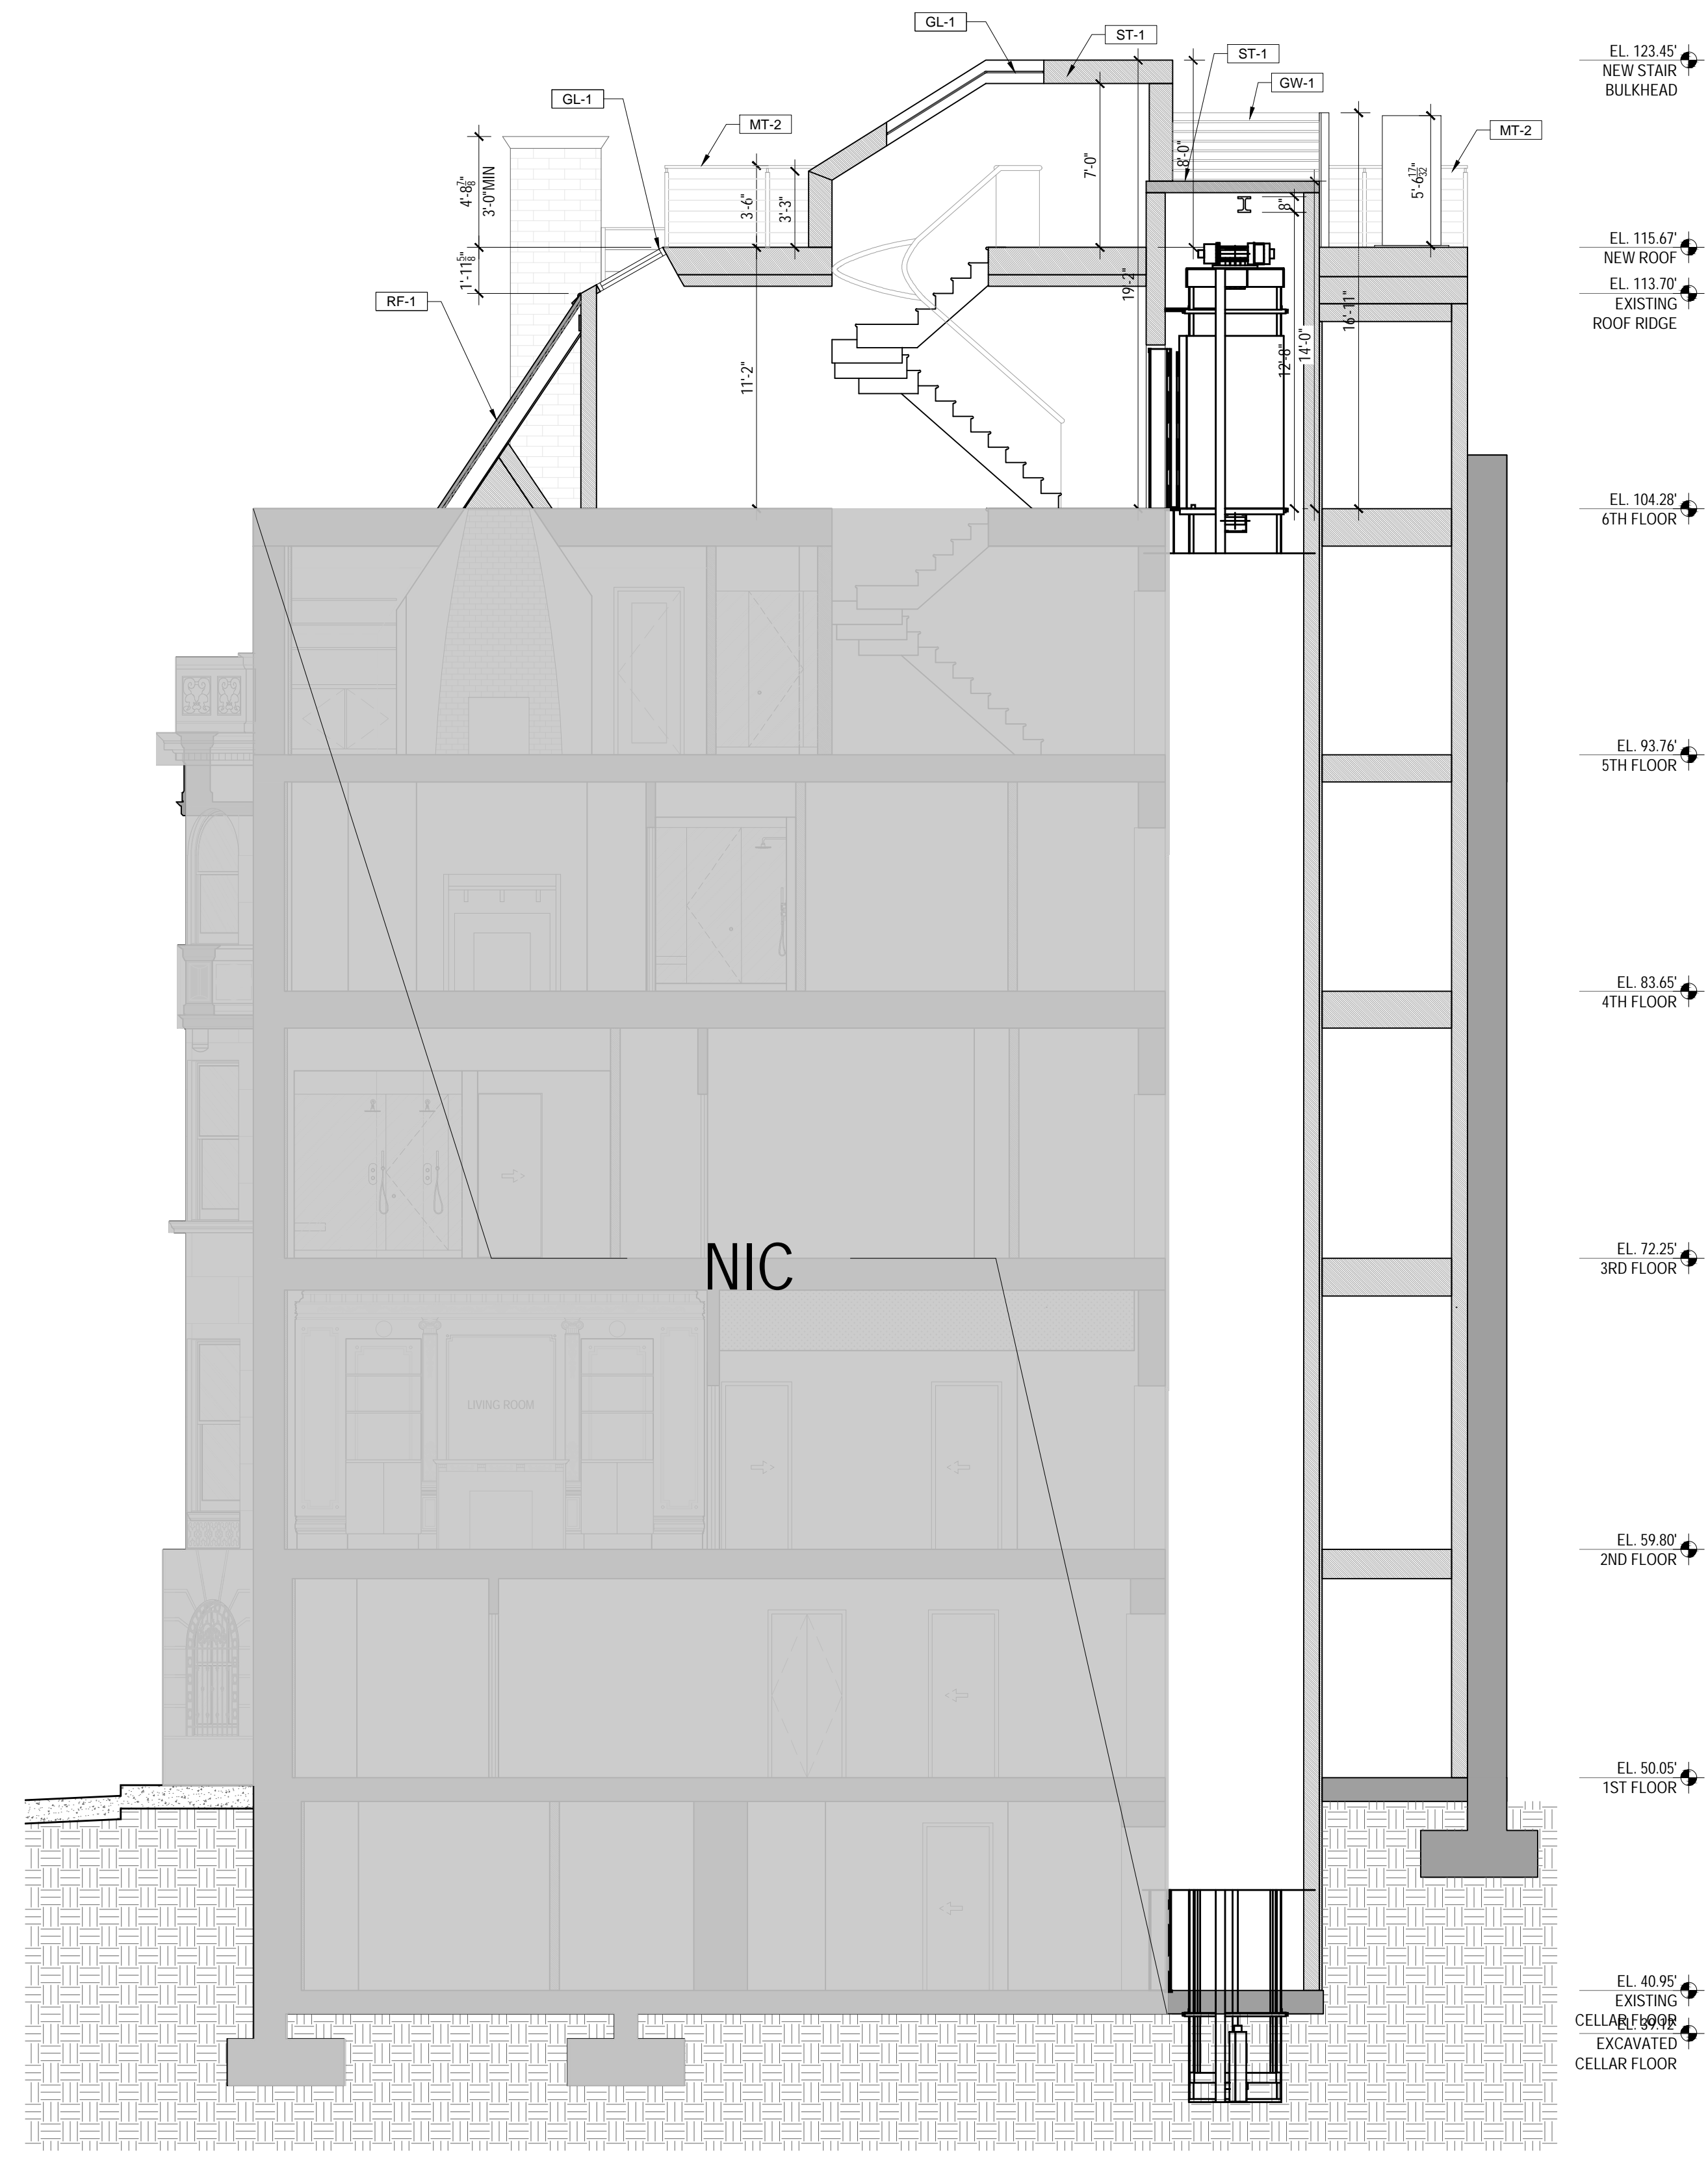 GL-1
ST-1
ST-1
GW-1
GL-1
MT-2
MT-2
RF-1
4'-8 7/8"
3'-0"MIN
1'-11 5/8"
3'-6"
3'-3"
7'-0"
8'-0"
8"
5'-6 17/32"
19'-2"
16'-11"
14'-0"
12'-8"
11'-2"
NIC
LIVING ROOM
EL. 123.45'
NEW STAIR
BULKHEAD
EL. 115.67'
NEW ROOF
EL. 113.70'
EXISTING
ROOF RIDGE
EL. 104.28'
6TH FLOOR
EL. 93.76'
5TH FLOOR
EL. 83.65'
4TH FLOOR
EL. 72.25'
3RD FLOOR
EL. 59.80'
2ND FLOOR
EL. 50.05'
1ST FLOOR
EL. 40.95'
EXISTING
CELLAR FLOOR
EL. 39.12'
EXCAVATED
CELLAR FLOOR